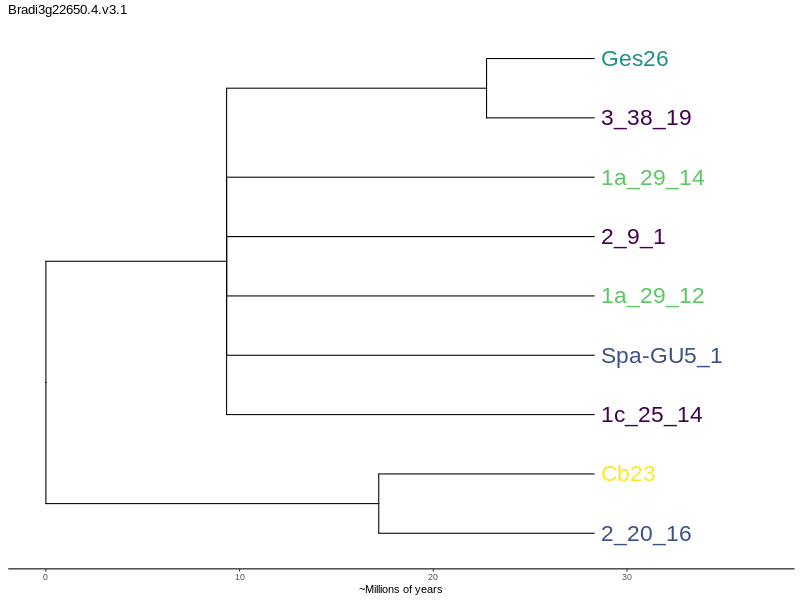 Bradi3g22650.4.v3.1
Ges26
3_38_19
1a_29_14
2_9_1
1a_29_12
Spa-GU5_1
1c_25_14
Cb23
2_20_16
0 10 20 30
~Millions of years